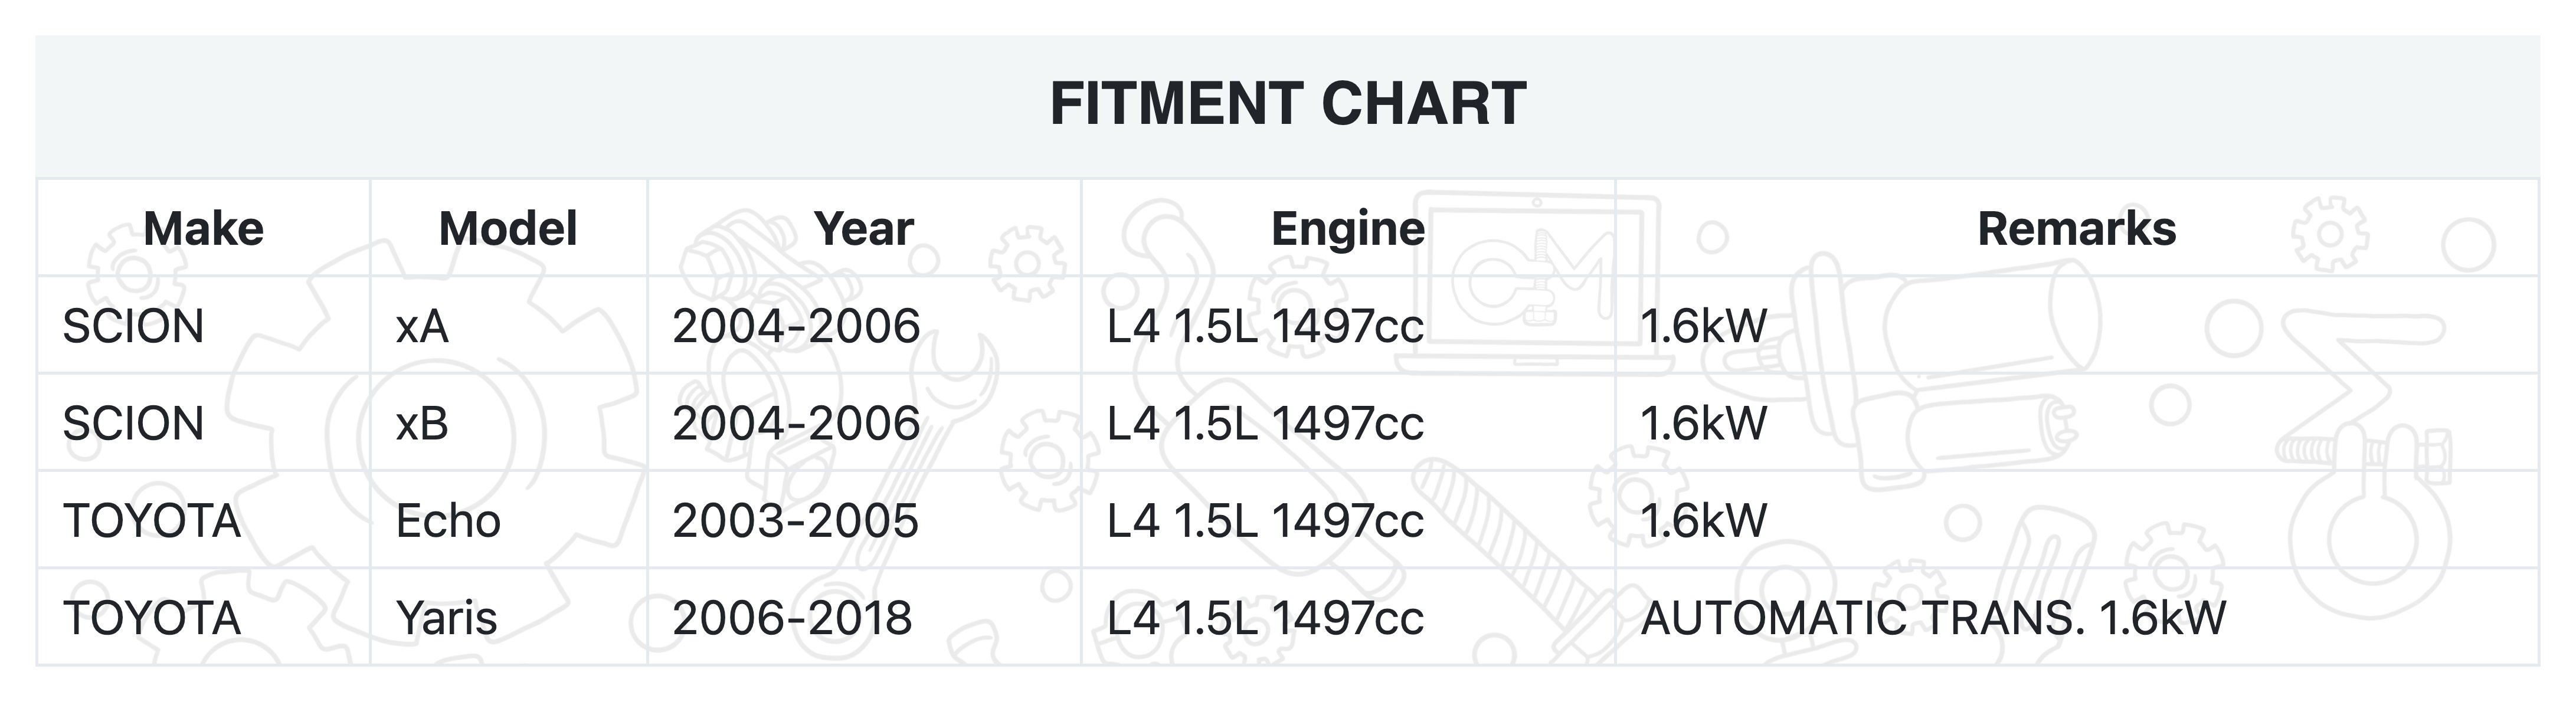 FITMENT CHART
Make Model Year Engine Remarks
SCION xA 2004-2006 L4 1.5L 1497cc 1.6kW
SCION xB 2004-2006 L4 1.5L 1497cc 1.6kW
TOYOTA Echo 2003-2005 L4 1.5L 1497cc 1.6kW
TOYOTA Yaris 2006-2018 L4 1.5L 1497cc AUTOMATIC TRANS. 1.6kW